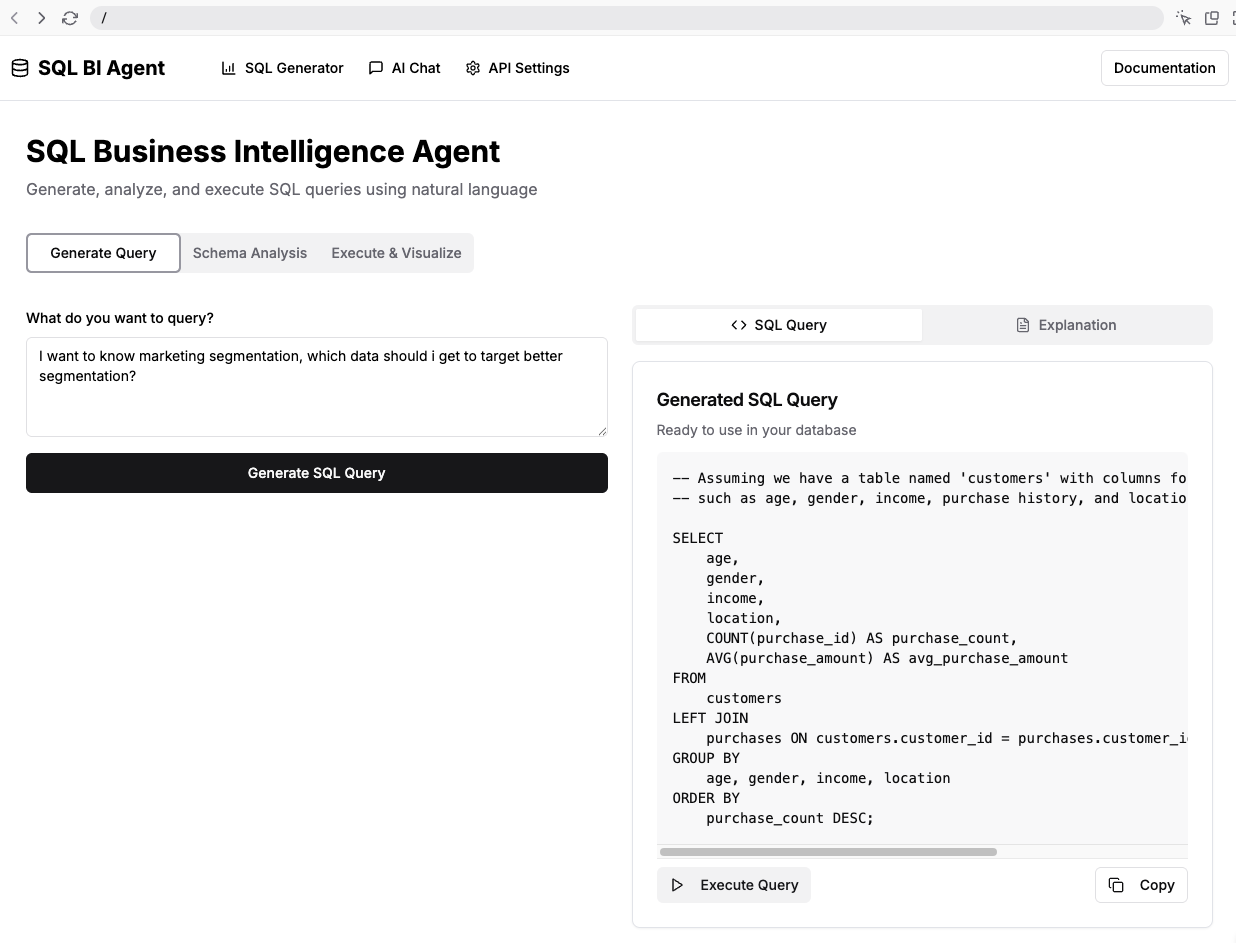 /
SQL BI Agent
SQL Generator
AI Chat
API Settings
Documentation
SQL Business Intelligence Agent
Generate, analyze, and execute SQL queries using natural language
Generate Query
Schema Analysis
Execute & Visualize
What do you want to query?
I want to know marketing segmentation, which data should i get to target better
segmentation?
Generate SQL Query
SQL Query
Explanation
Generated SQL Query
Ready to use in your database
-- Assuming we have a table named 'customers' with columns fo
-- such as age, gender, income, purchase history, and locatio
SELECT
    age,
    gender,
    income,
    location,
    COUNT(purchase_id) AS purchase_count,
    AVG(purchase_amount) AS avg_purchase_amount
FROM
    customers
LEFT JOIN
    purchases ON customers.customer_id = purchases.customer_i
GROUP BY
    age, gender, income, location
ORDER BY
    purchase_count DESC;
Execute Query
Copy